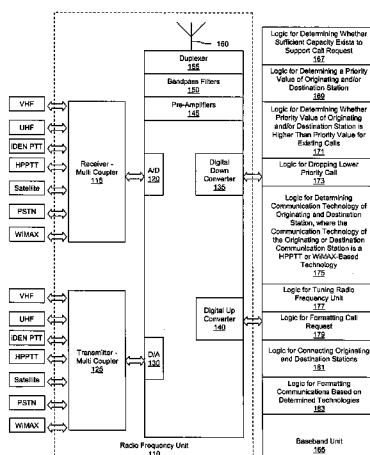 160
Duplexer
155
Bandpass Filters
150
Pre-Amplifiers
145
VHF
UHF
IDEN PTT
HPPTT
Satellite
PSTN
WiMAX
Receiver -
Multi Coupler
115
A/D
120
Digital
Down
Converter
135
VHF
UHF
IDEN PTT
HPPTT
Satellite
PSTN
WiMAX
Transmitter -
Multi Coupler
125
D/A
130
Digital Up
Converter
140
Radio Frequency Unit
110
Logic for Determining Whether
Sufficient Capacity Exists to
Support Call Request
167
Logic for Determining a Priority
Value of Originating and/or
Destination Station
169
Logic for Determining Whether
Priority Value of Originating
and/or Destination Station is
Higher Than Priority Value for
Existing Calls
171
Logic for Dropping Lower
Priority Call
173
Logic for Determining
Communication Technology of
Originating and Destination
Station, where the
Communication Technology of
the Originating or Destination
Communication Station is a
HPPTT or WiMAX-Based
Technology
175
Logic for Tuning Radio
Frequency Unit
177
Logic for Formatting Call
Request
179
Logic for Connecting Originating
and Destination Stations
181
Logic for Formatting
Communications Based on
Determined Technologies
183
Baseband Unit
165